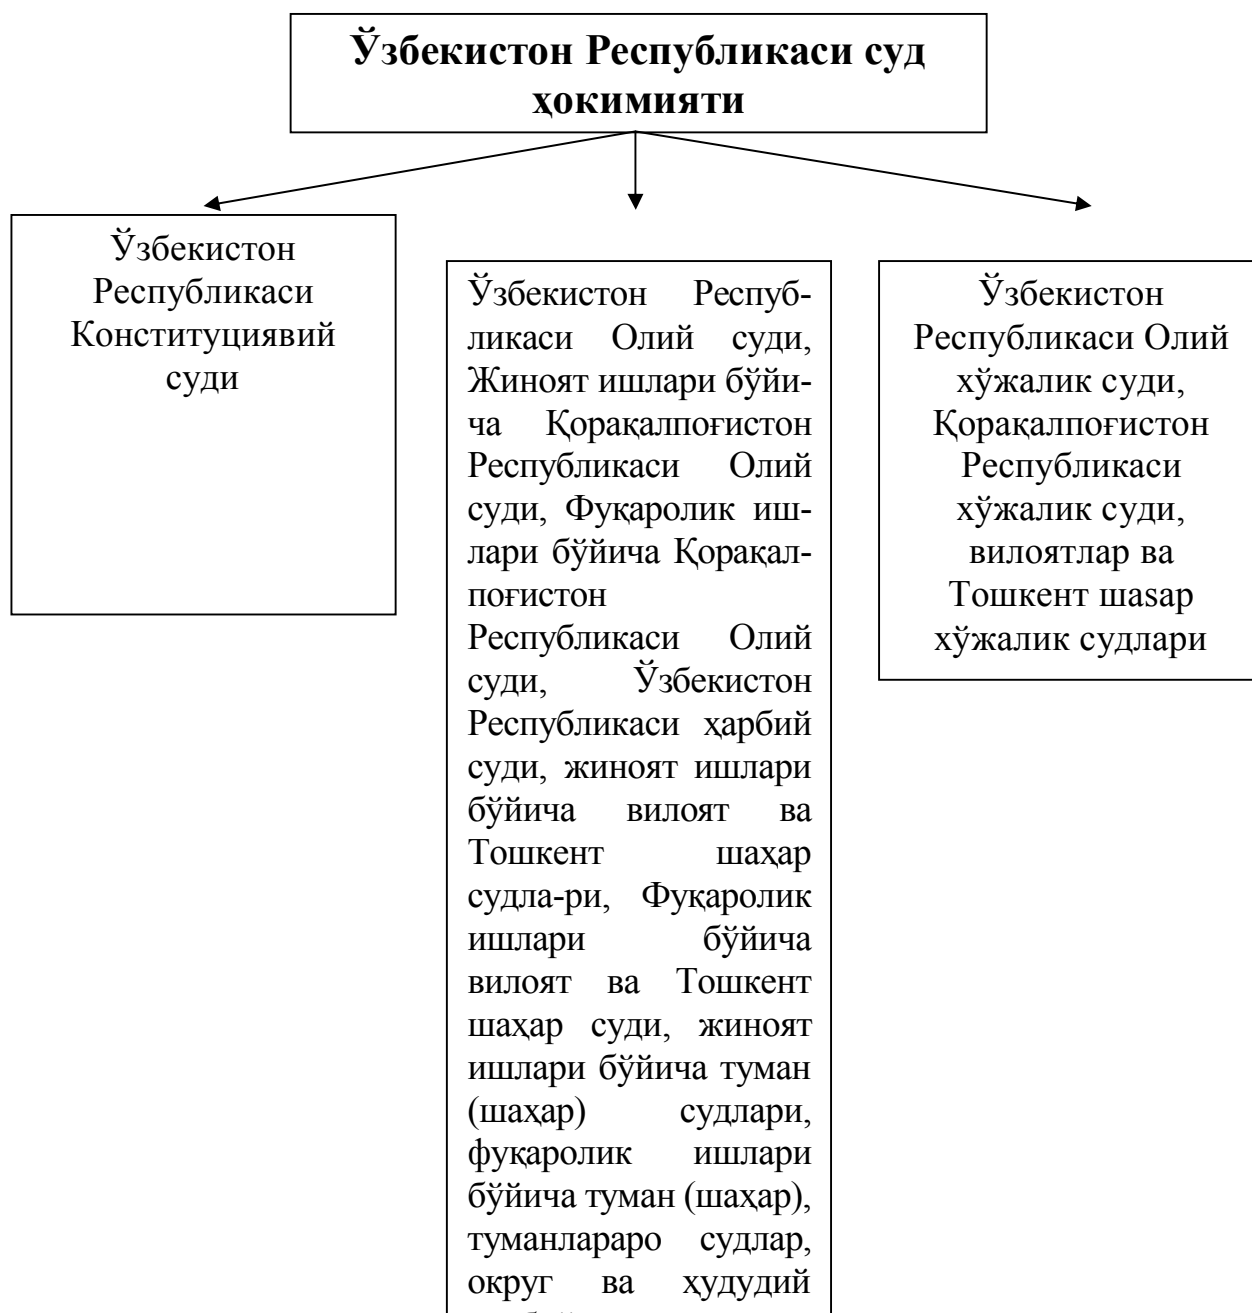 Ўзбекистон Республикаси суд
ҳокимияти
Ўзбекистон
Республикаси
Конституциявий
суди
Ўзбекистон Респуб-
ликаси Олий суди,
Жиноят ишлари бўйи-
ча Қорақалпоғистон
Республикаси Олий
суди, Фуқаролик иш-
лари бўйича Қорақал-
поғистон
Республикаси Олий
суди, Ўзбекистон
Республикаси ҳарбий
суди, жиноят ишлари
бўйича вилоят ва
Тошкент шаҳар
судла-ри, Фуқаролик
ишлари бўйича
вилоят ва Тошкент
шаҳар суди, жиноят
ишлари бўйича туман
(шаҳар) судлари,
фуқаролик ишлари
бўйича туман (шаҳар),
туманлараро судлар,
округ ва ҳудудий
Ўзбекистон
Республикаси Олий
хўжалик суди,
Қорақалпоғистон
Республикаси
хўжалик суди,
вилоятлар ва
Тошкент шаsар
хўжалик судлари